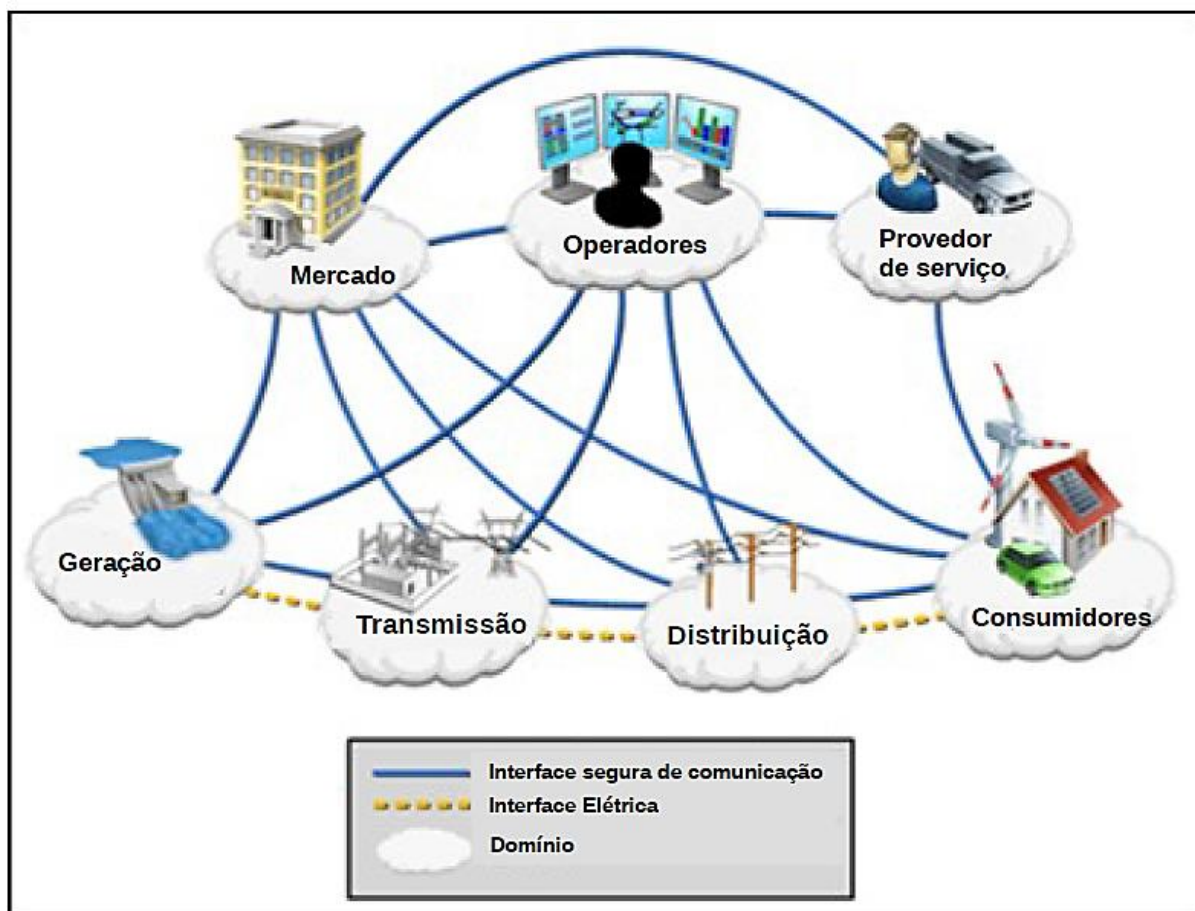 Mercado
Operadores
Provedor
de serviço
Geração
Transmissão
Distribuição
Consumidores
Interface segura de comunicação
Interface Elétrica
Domínio